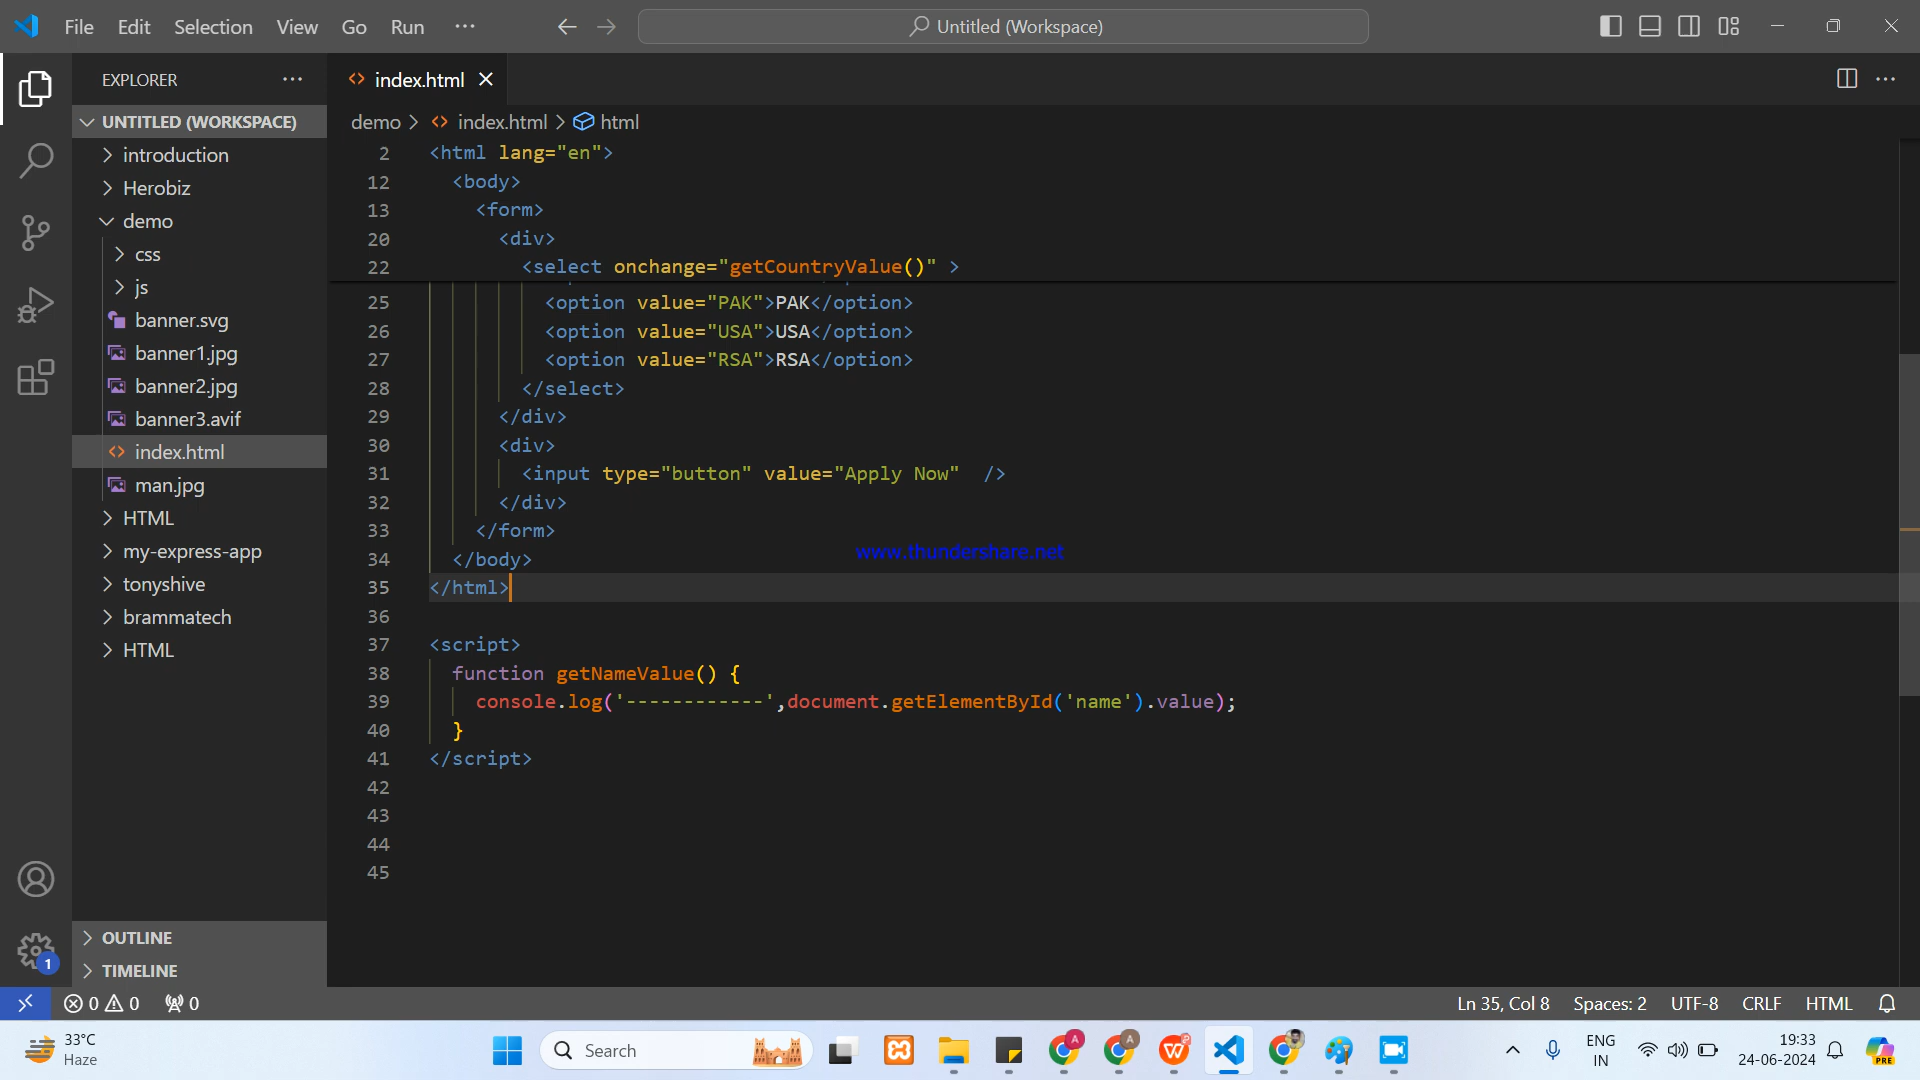 File Edit Selection View Go Run
Untitled (Workspace)
EXPLORER
UNTITLED (WORKSPACE)
introduction
Herobiz
demo
css
js
banner.svg
banner1.jpg
banner2.jpg
banner3.avif
index.html
man.jpg
HTML
my-express-app
tonyshive
brammatech
HTML
OUTLINE
TIMELINE
index.html
demo > index.html > html
2 <html lang="en">
12 <body>
13 <form>
20 <div>
22 <select onchange="getCountryValue()" >
25 <option value="PAK">PAK</option>
26 <option value="USA">USA</option>
27 <option value="RSA">RSA</option>
28 </select>
29 </div>
30 <div>
31 <input type="button" value="Apply Now" />
32 </div>
33 </form>
34 </body>
www.thundershare.net
35 </html>
36
37 <script>
38 function getNameValue() {
39 console.log('------------',document.getElementById('name').value);
40 }
41 </script>
42
43
44
45
1
0 0 0
Ln 35, Col 8 Spaces: 2 UTF-8 CRLF HTML
33°C
Haze
Search
ENG
IN
19:33
24-06-2024
A
A
PRE